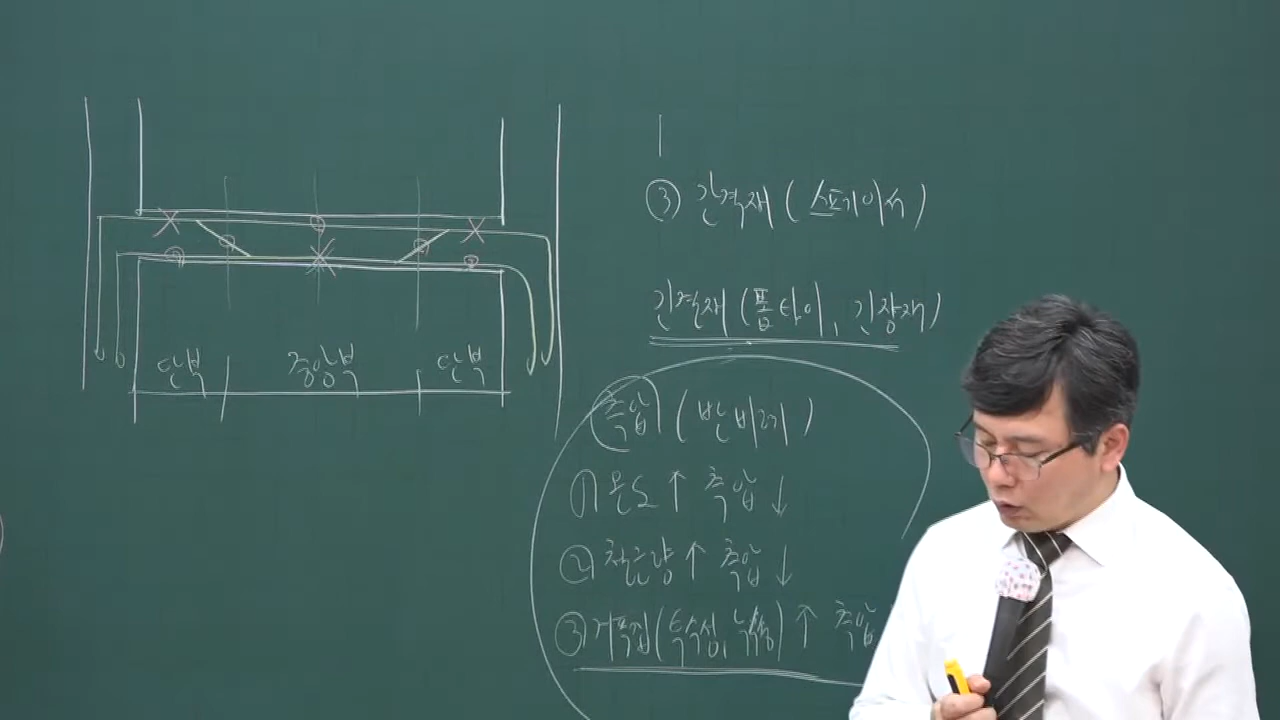 단부 중앙부 단부
③ 간격재 ( 스페이서 )
긴결재 ( 폼타이, 긴장재 )
측압 ( 반비례 )
① 온도 ↑ 측압 ↓
② 철근량 ↑ 측압 ↓
③ 거푸집 ( 투수성, 누수성 ) ↑ 측압